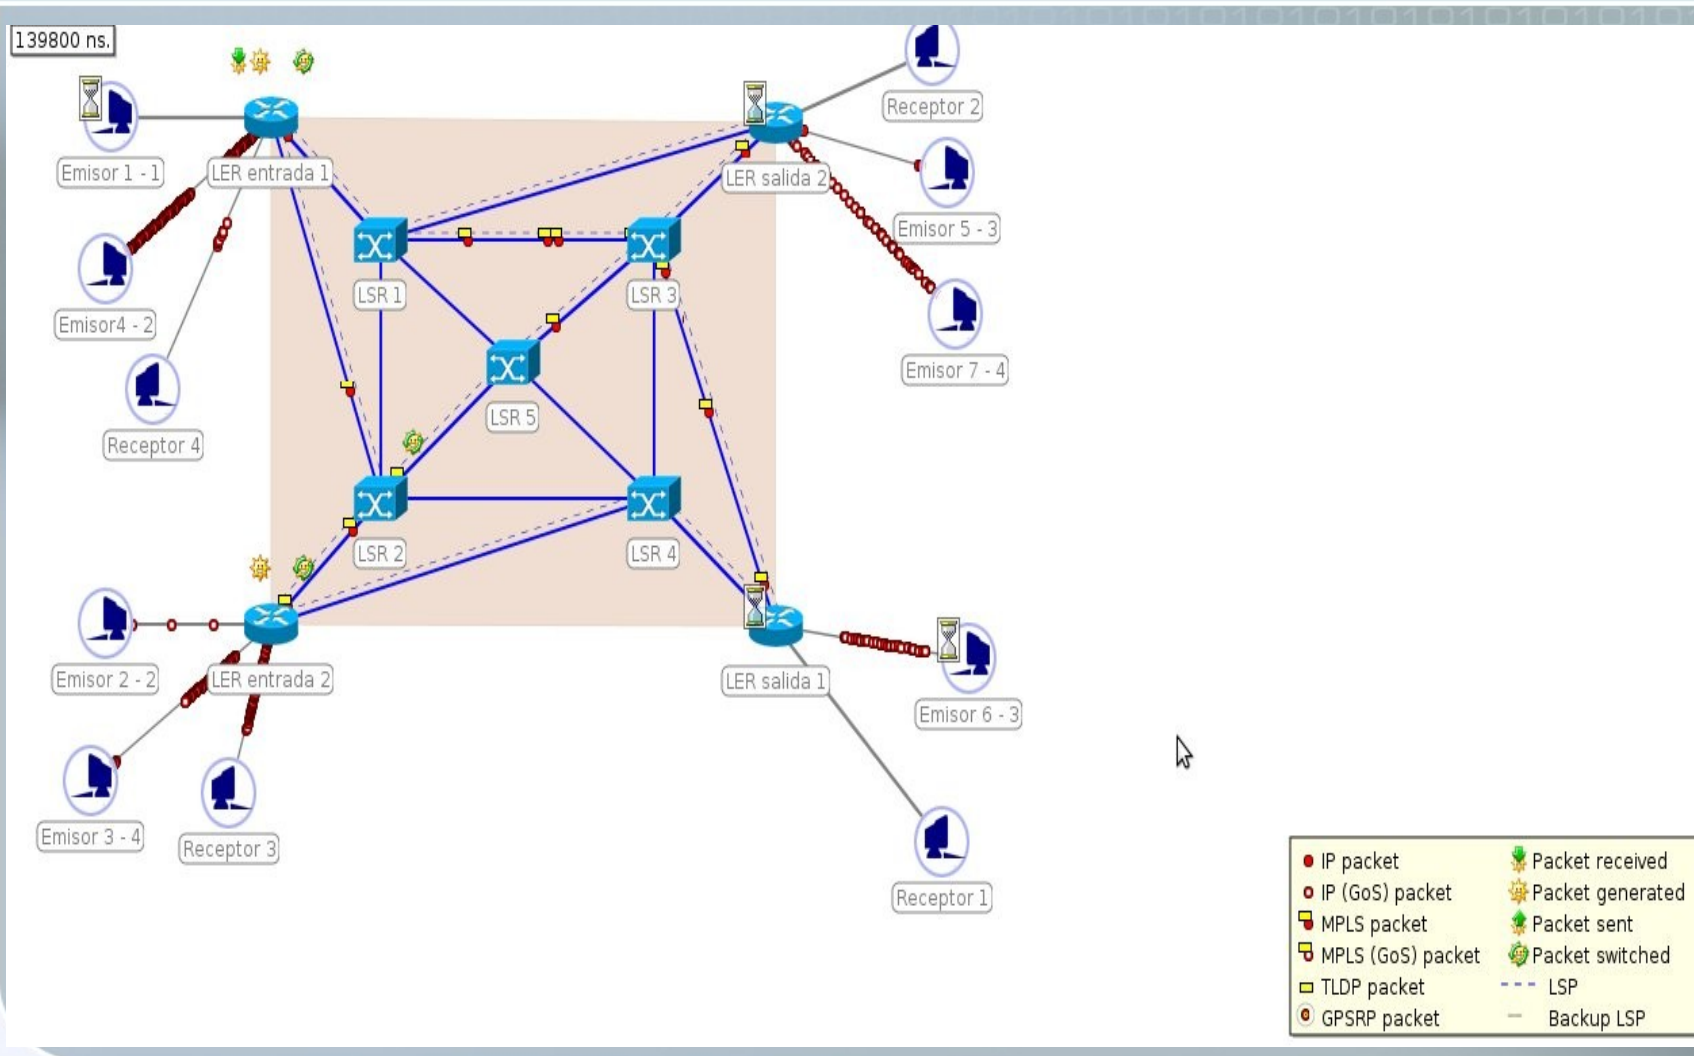 139800 ns.
Receptor 2
Emisor 1 - 1
LER entrada 1
LER salida 2
Emisor 5 - 3
LSR 1
LSR 3
Emisor4 - 2
Emisor 7 - 4
LSR 5
Receptor 4
LSR 2
LSR 4
Emisor 2 - 2
LER entrada 2
LER salida 1
Emisor 6 - 3
Emisor 3 - 4
Receptor 3
Receptor 1
IP packet
IP (GoS) packet
MPLS packet
MPLS (GoS) packet
TLDP packet
GPSRP packet
Packet received
Packet generated
Packet sent
Packet switched
LSP
Backup LSP